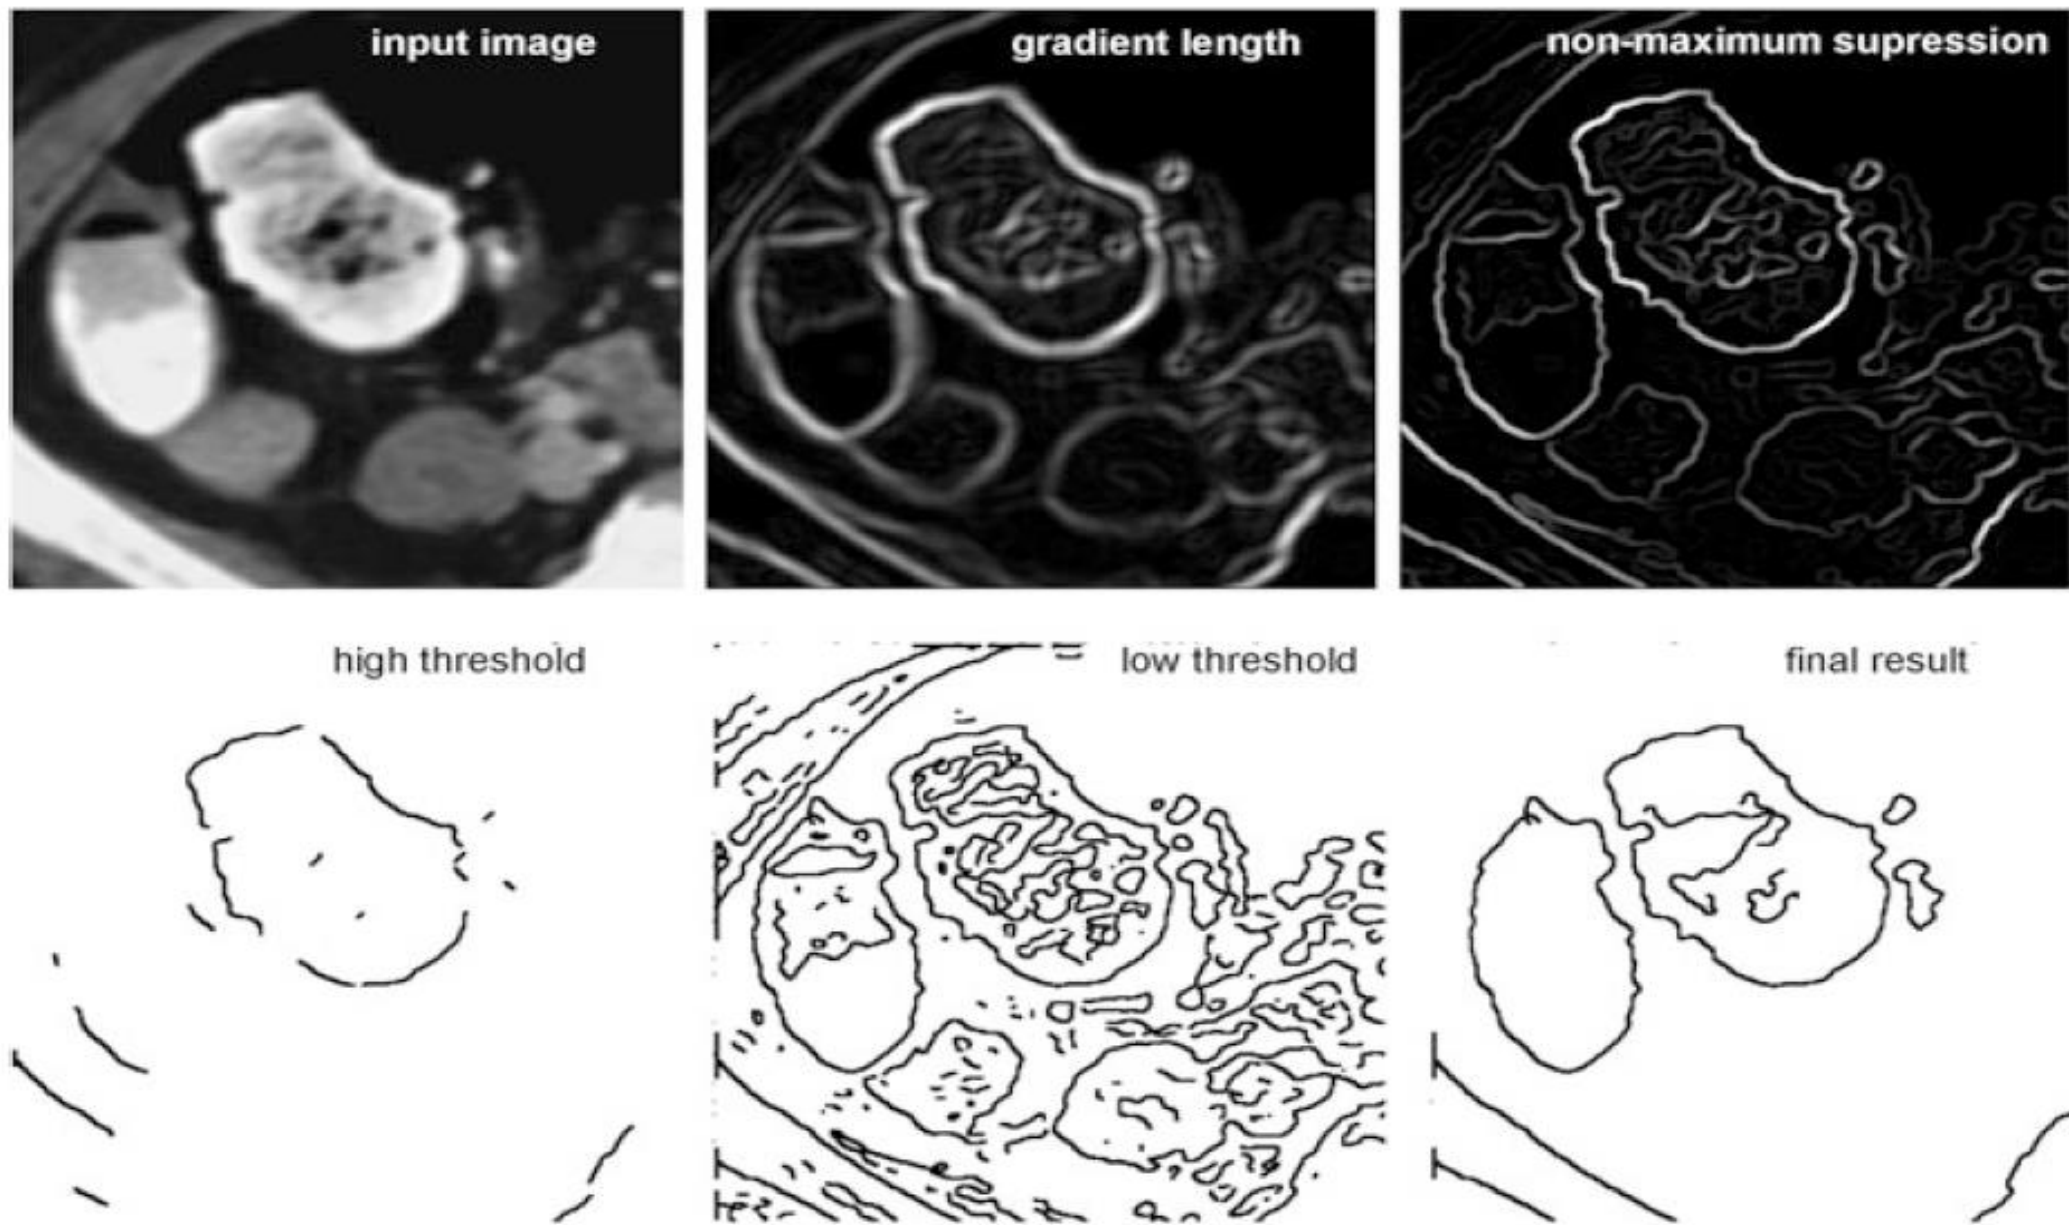 input image
gradient length
non-maximum supression
high threshold
low threshold
final result